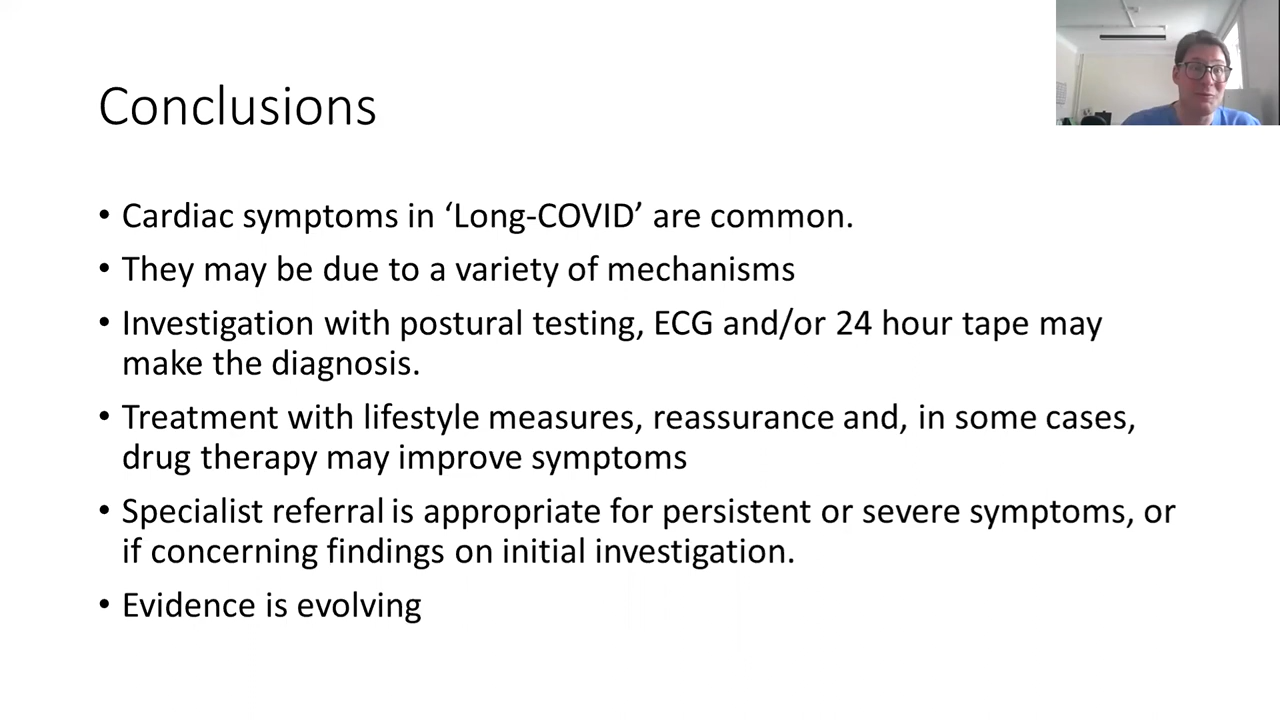 Conclusions
• Cardiac symptoms in ‘Long-COVID’ are common.
• They may be due to a variety of mechanisms
• Investigation with postural testing, ECG and/or 24 hour tape may
make the diagnosis.
• Treatment with lifestyle measures, reassurance and, in some cases,
drug therapy may improve symptoms
• Specialist referral is appropriate for persistent or severe symptoms, or
if concerning findings on initial investigation.
• Evidence is evolving